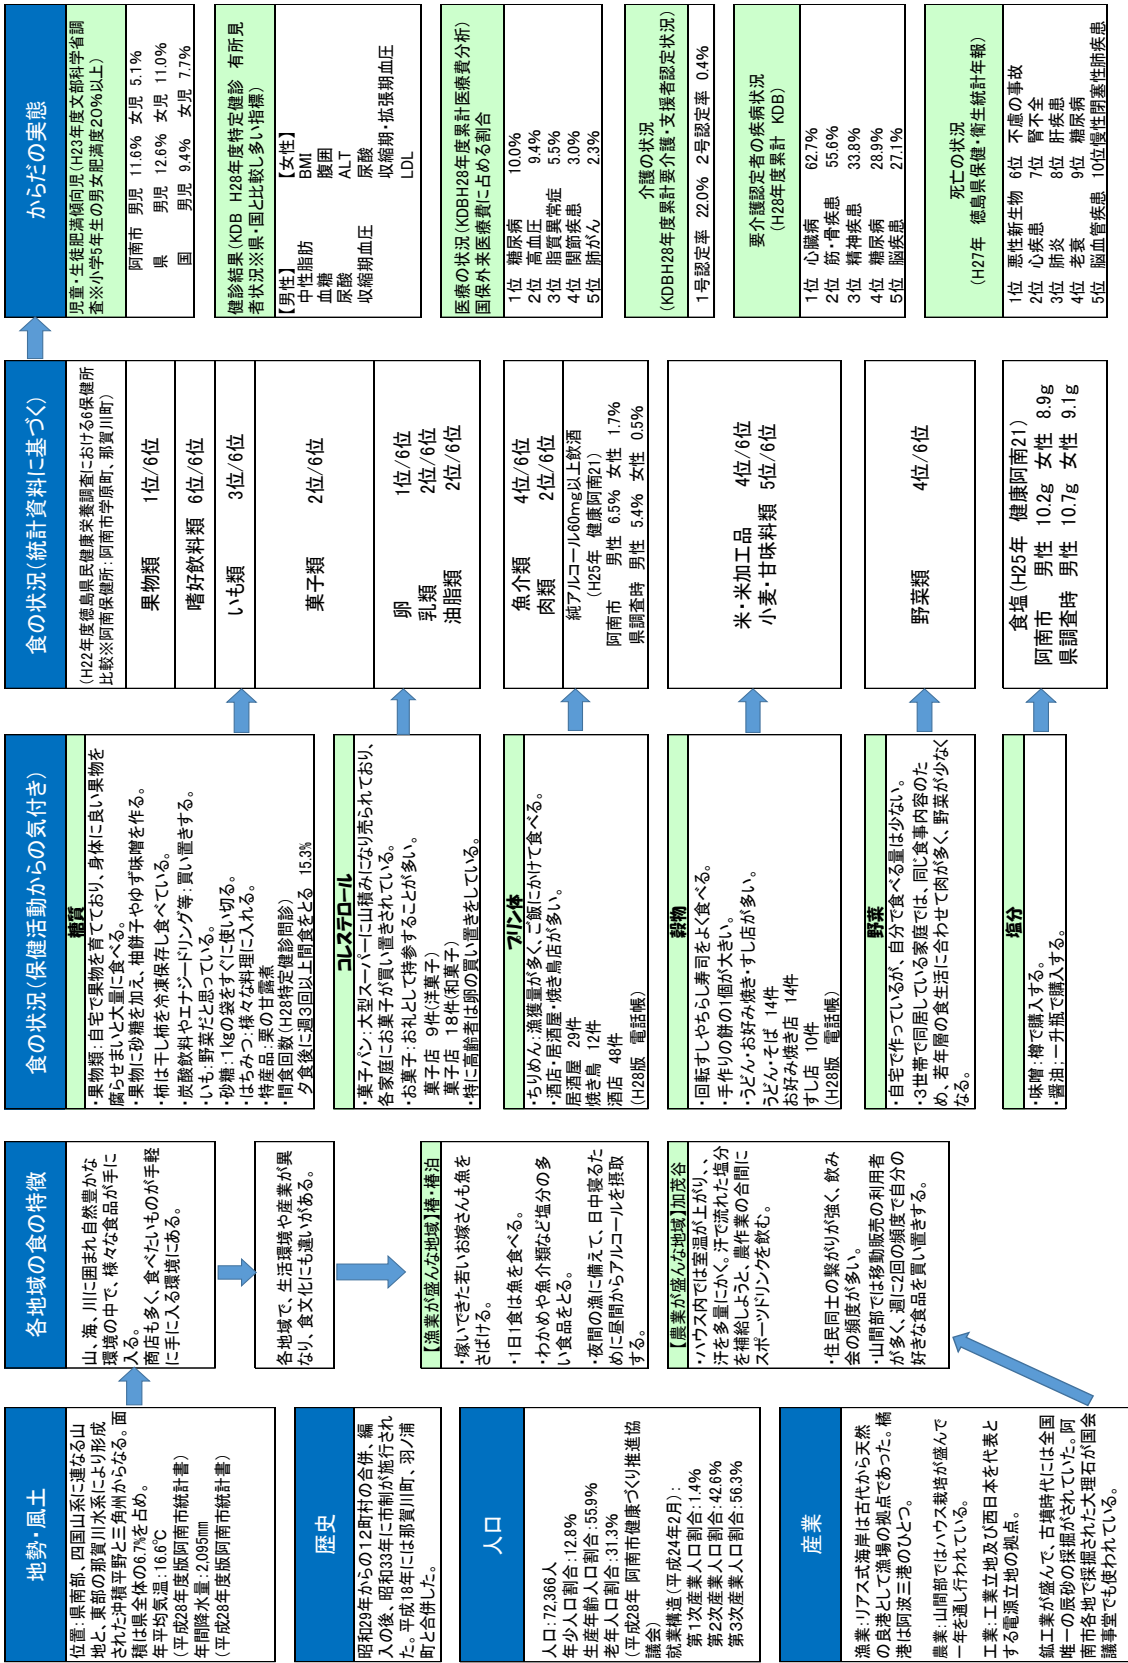 地勢・風土
位置：県南部、四国山系に連なる山
地と、東部の那賀川水系により形成
された沖積平野と三角州からなる。面
積は県全体の6.7%を占め。
年平均気温：16.6℃
（平成28年度版阿南市統計書）
年間降水量：2,095mm
（平成28年度版阿南市統計書）
歴史
昭和29年からの１２町村の合併、編
入の後、昭和33年に市制が施行され
た。平成18年には那賀川町、羽ノ浦
町と合併した。
人口
人口：72,366人
年少人口割合：12.8%
生産年齢人口割合：55.9%
老年人口割合：31.3%
（平成28年 阿南市健康づくり推進協
議会）
就業構造（平成24年2月）：
第1次産業人口割合：1.4%
第2次産業人口割合：42.6%
第3次産業人口割合：56.3%
産業
漁業：リアス式海岸は古代から天然
の良港として漁場の拠点であった。橘
港は阿波三港のひとつ。
農業：山間部ではハウス栽培が盛んで
一年を通し行われている。
工業：工業立地及び西日本を代表と
する電源立地の拠点。
鉱工業が盛んで、古墳時代には全国
唯一の辰砂の採掘がされていた。阿
南市各地で採掘された大理石が国会
議事堂でも使われている。
各地域の食の特徴
山、海、川に囲まれ自然豊かな
環境の中で、様々な食品が手に
入る。
商店も多く、食べたいものが手軽
に手に入る環境にある。
各地域で、生活環境や産業が異
なり、食文化にも違いがある。
【漁業が盛んな地域】椿・椿泊
・嫁いできた若いお嫁さんも魚を
さばける。
・1日1食は魚を食べる。
・わかめや魚介類など塩分の多
い食品をとる。
・夜間の漁に備えて、日中寝るた
めに昼間からアルコールを摂取
する。
【農業が盛んな地域】加茂谷
・ハウス内では室温が上がり、、
汗を多量にかく。汗で流れた塩分
を補給しようと、農作業の合間に
スポーツドリンクを飲む。
・住民同士の繋がりが強く、飲み
会の頻度が多い。
・山間部では移動販売の利用者
が多く、週に2回の頻度で自分の
好きな食品を買い置きする。
食の状況（保健活動からの気付き）
糖質
・果物類：自宅で果物を育てており、身体に良い果物を
腐らせまいと大量に食べる。
・果物に砂糖を加え、柚餅子やゆず味噌を作る。
・柿は干し柿を冷凍保存し食べている。
・炭酸飲料やエナジードリンク等：買い置きする。
・いも：野菜だと思っている。
・砂糖：1kgの袋をすぐに使い切る。
・はちみつ：様々な料理に入れる。
・特産品：栗の甘露煮
・間食回数（H28特定健診問診）
夕食後に週3回以上間食をとる 15.3%
コレステロール
・菓子パン：大型スーパーに山積みになり売られており、
各家庭にお菓子が買い置きされている。
・お菓子：お礼として持参することが多い。
菓子店 9件（洋菓子）
菓子店 18件（和菓子）
・特に高齢者は卵の買い置きをしている。
プリン体
・ちりめん：漁獲量が多く、ご飯にかけて食べる。
・酒店・居酒屋・焼き鳥店が多い。
居酒屋 29件
焼き鳥 12件
酒店 48件
（H28版 電話帳）
穀物
・回転すしやちらし寿司をよく食べる。
・手作りの餅の1個が大きい。
・うどん・お好み焼き・すし店が多い。
うどん・そば 14件
お好み焼き店 14件
すし店 10件
（H28版 電話帳）
野菜
・自宅で作っているが、自分で食べる量は少ない。
・3世帯で同居している家庭では、同じ食事内容のた
め、若年層の食生活に合わせて肉が多く、野菜が少なく
なる。
塩分
・味噌：樽で購入する。
・醤油；一升瓶で購入する。
食の状況（統計資料に基づく）
（H22年度徳島県民健康栄養調査における6保健所
比較※阿南保健所：阿南市学原町、那賀川町）
果物類 1位/6位
嗜好飲料類 6位/6位
いも類 3位/6位
菓子類 2位/6位
卵 1位/6位
乳類 2位/6位
油脂類 2位/6位
魚介類 4位/6位
肉類 2位/6位
純アルコール60mg以上飲酒
（H25年 健康阿南21）
阿南市 男性 6.5% 女性 1.7%
県調査時 男性 5.4% 女性 0.5%
米・米加工品 4位/6位
小麦・甘味料類 5位/6位
野菜類 4位/6位
食塩（H25年 健康阿南21）
阿南市 男性 10.2g 女性 8.9g
県調査時 男性 10.7g 女性 9.1g
からだの実態
児童・生徒肥満傾向児（H23年度文部科学省調
査※小学5年生の男女肥満度20%以上）
阿南市 男児 11.6% 女児 5.1%
県 男児 12.6% 女児 11.0%
国 男児 9.4% 女児 7.7%
健診結果（KDB H28年度特定健診 有所見
者状況※県・国と比較し多い指標）
【男性】 【女性】
中性脂肪 BMI
血糖 腹囲
尿酸 ALT
収縮期血圧 尿酸
収縮期・拡張期血圧
LDL
医療の状況（KDBH28年度累計医療費分析）
国保外来医療費に占める割合
1位 糖尿病 10.0%
2位 高血圧 9.4%
3位 脂質異常症 5.5%
4位 関節疾患 3.0%
5位 肺がん 2.3%
介護の状況
（KDBH28年度累計要介護・支援者認定状況）
1号認定率 22.0% 2号認定率 0.4%
要介護認定者の疾病状況
（H28年度累計 KDB）
1位 心臓病 62.7%
2位 筋・骨疾患 55.6%
3位 精神疾患 33.8%
4位 糖尿病 28.9%
5位 脳疾患 27.1%
死亡の状況
（H27年 徳島県保健・衛生統計年報）
1位 悪性新生物 6位 不慮の事故
2位 心疾患 7位 腎不全
3位 肺炎 8位 肝疾患
4位 老衰 9位 糖尿病
5位 脳血管疾患 10位慢性閉塞性肺疾患